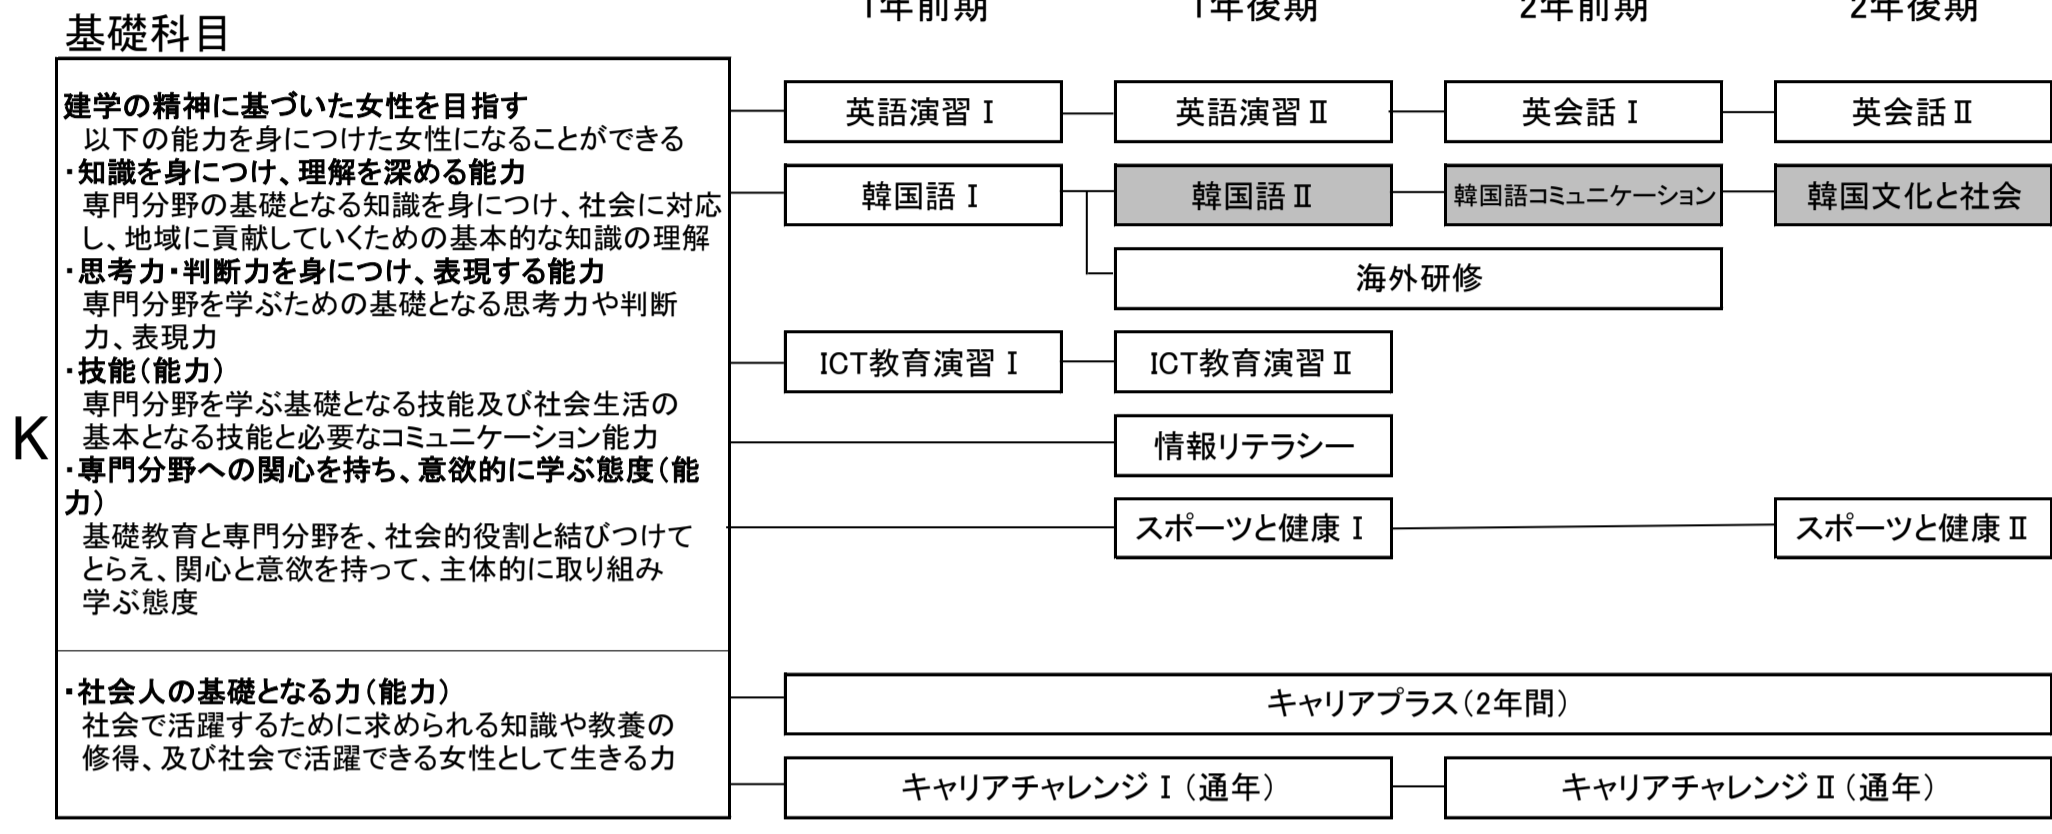 1年前期 1年後期 2年前期 2年後期
基礎科目
建学の精神に基づいた女性を目指す
以下の能力を身につけた女性になることができる
・知識を身につけ、理解を深める能力
専門分野の基礎となる知識を身につけ、社会に対応
し、地域に貢献していくための基本的な知識の理解
・思考力・判断力を身につけ、表現する能力
専門分野を学ぶための基礎となる思考力や判断
力、表現力
・技能(能力)
専門分野を学ぶ基礎となる技能及び社会生活の
基本となる技能と必要なコミュニケーション能力
・専門分野への関心を持ち、意欲的に学ぶ態度(能
力)
基礎教育と専門分野を、社会的役割と結びつけて
とらえ、関心と意欲を持って、主体的に取り組み
学ぶ態度
K
・社会人の基礎となる力(能力)
社会で活躍するために求められる知識や教養の
修得、及び社会で活躍できる女性として生きる力
英語演習Ⅰ 英語演習Ⅱ 英会話Ⅰ 英会話Ⅱ
韓国語Ⅰ 韓国語Ⅱ 韓国語コミュニケーション 韓国文化と社会
海外研修
ICT教育演習Ⅰ ICT教育演習Ⅱ
情報リテラシー
スポーツと健康Ⅰ スポーツと健康Ⅱ
キャリアプラス(2年間)
キャリアチャレンジⅠ(通年) キャリアチャレンジⅡ(通年)